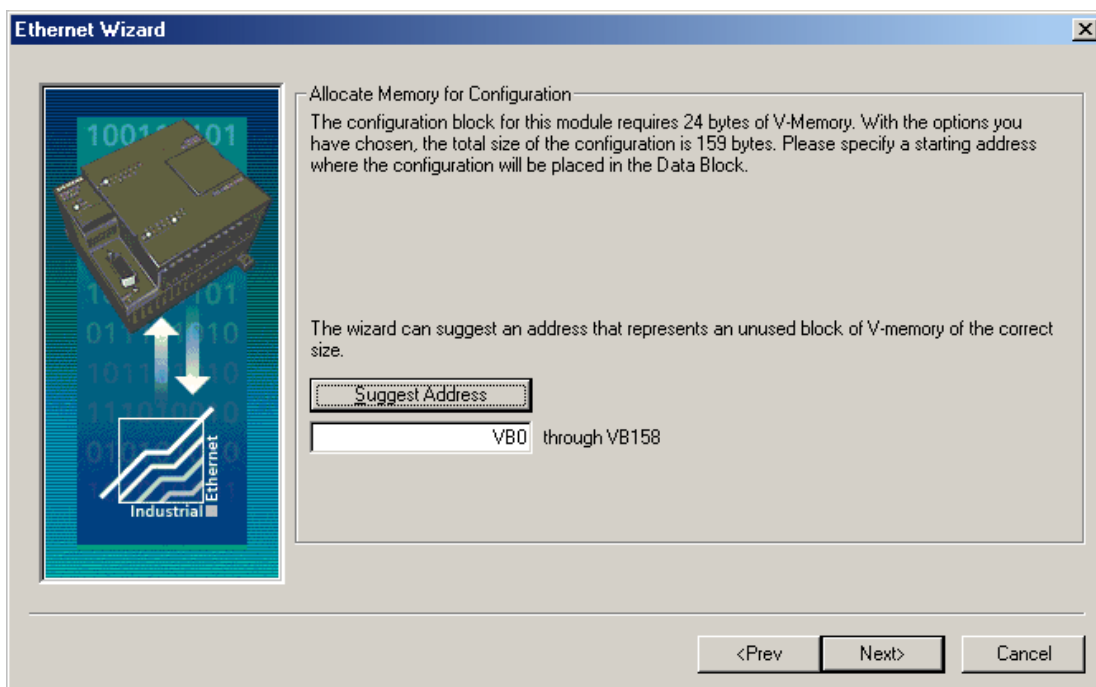 Ethernet Wizard
Allocate Memory for Configuration
The configuration block for this module requires 24 bytes of V-Memory. With the options you
have chosen, the total size of the configuration is 159 bytes. Please specify a starting address
where the configuration will be placed in the Data Block.
The wizard can suggest an address that represents an unused block of V-memory of the correct
size.
Suggest Address
VB0 through VB158
Industrial
Ethernet
<Prev
Next>
Cancel